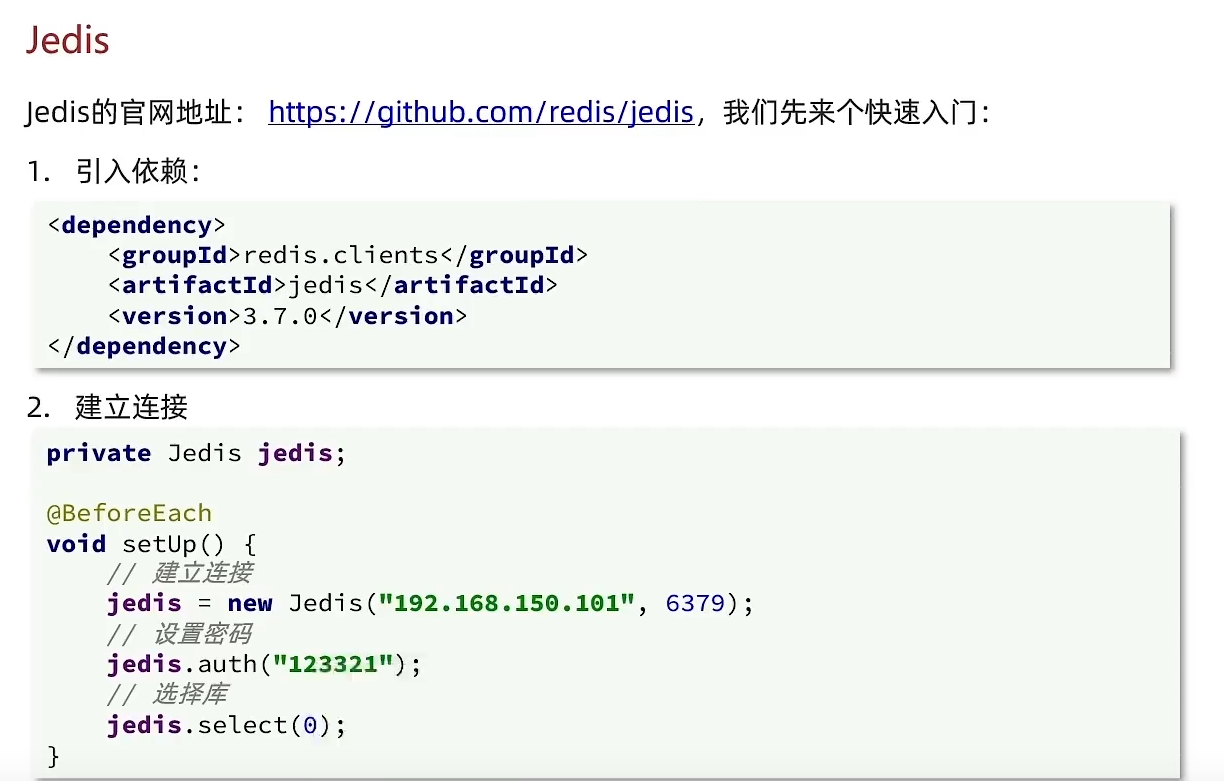 Jedis
Jedis的官网地址： https://github.com/redis/jedis，我们先来个快速入门：
1. 引入依赖：
<dependency>
    <groupId>redis.clients</groupId>
    <artifactId>jedis</artifactId>
    <version>3.7.0</version>
</dependency>
2. 建立连接
private Jedis jedis;
@BeforeEach
void setUp() {
    // 建立连接
    jedis = new Jedis("192.168.150.101", 6379);
    // 设置密码
    jedis.auth("123321");
    // 选择库
    jedis.select(0);
}